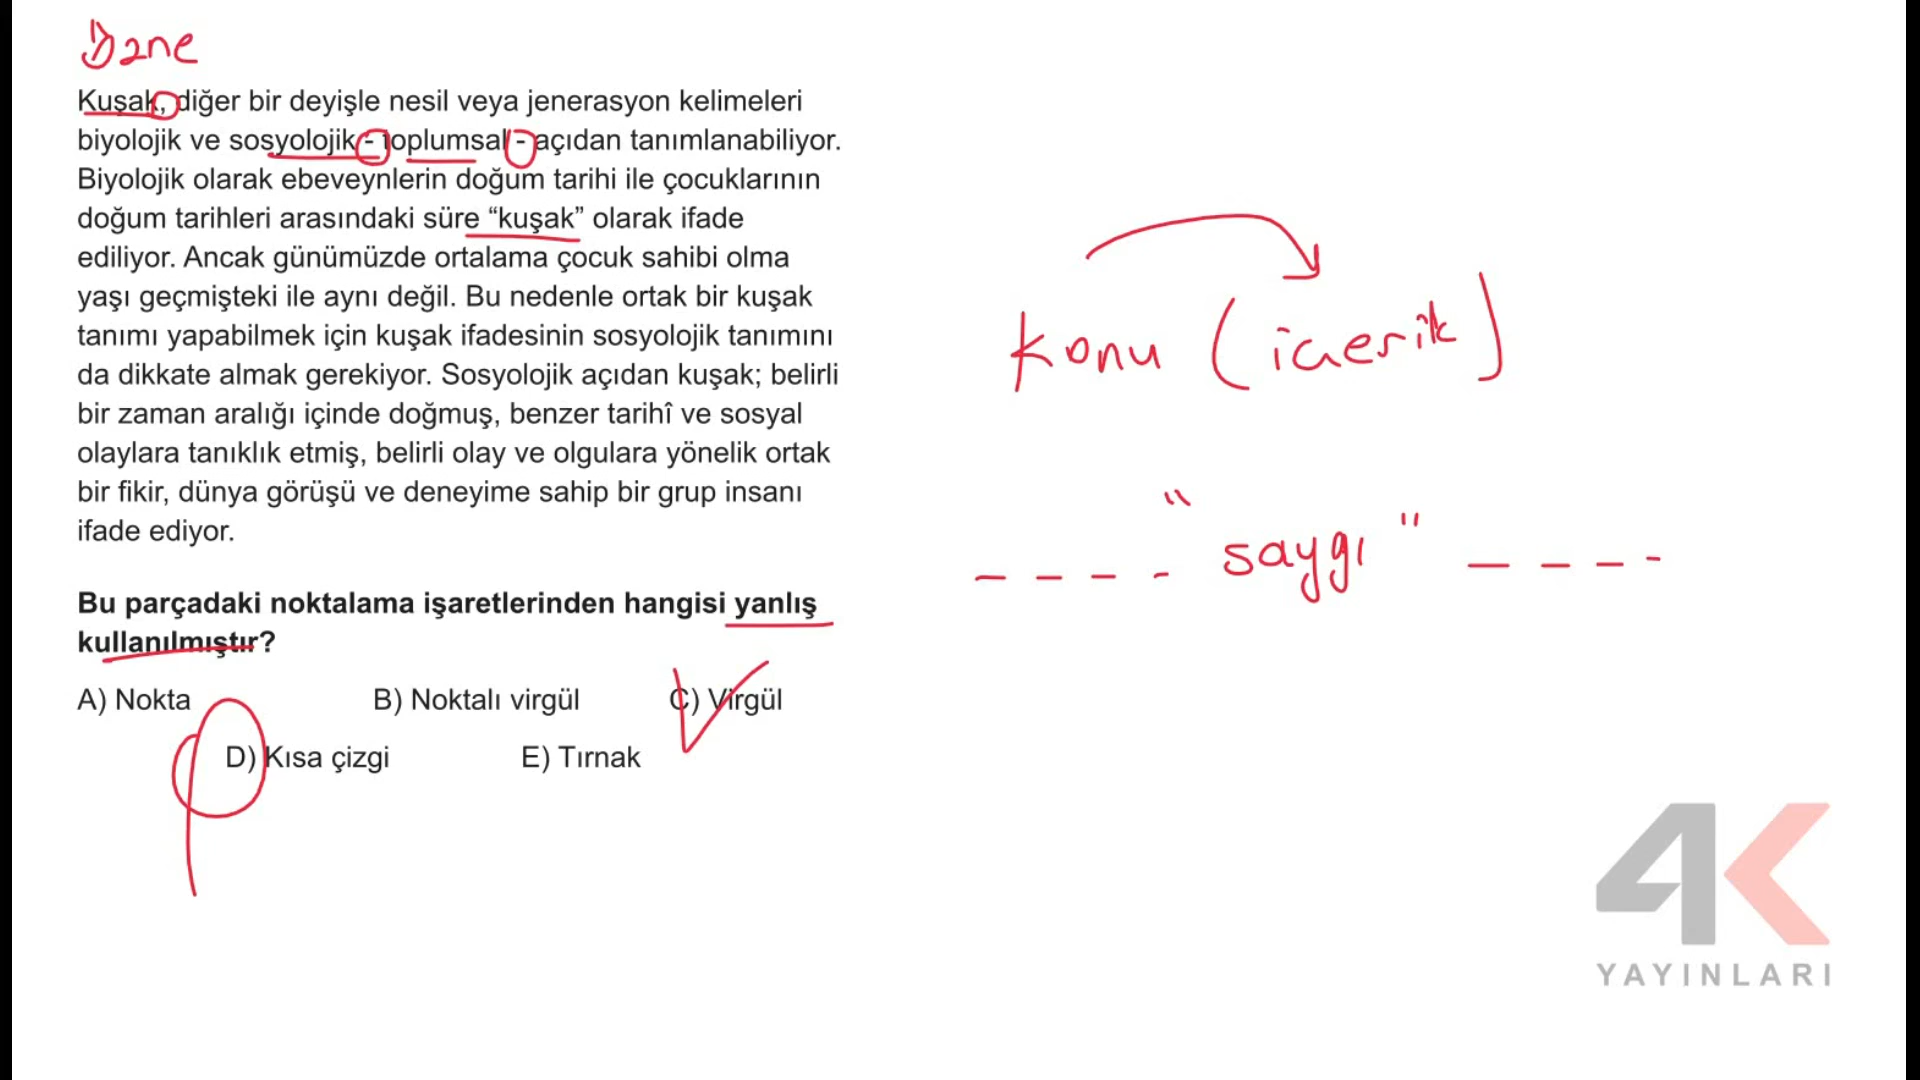 Dane
Kuşak, diğer bir deyişle nesil veya jenerasyon kelimeleri
biyolojik ve sosyolojik - toplumsal - açıdan tanımlanabiliyor.
Biyolojik olarak ebeveynlerin doğum tarihi ile çocuklarının
doğum tarihleri arasındaki süre “kuşak” olarak ifade
ediliyor. Ancak günümüzde ortalama çocuk sahibi olma
yaşı geçmişteki ile aynı değil. Bu nedenle ortak bir kuşak
tanımı yapabilmek için kuşak ifadesinin sosyolojik tanımını
da dikkate almak gerekiyor. Sosyolojik açıdan kuşak; belirli
bir zaman aralığı içinde doğmuş, benzer tarihî ve sosyal
olaylara tanıklık etmiş, belirli olay ve olgulara yönelik ortak
bir fikir, dünya görüşü ve deneyime sahip bir grup insanı
ifade ediyor.
Bu parçadaki noktalama işaretlerinden hangisi yanlış
kullanılmıştır?
A) Nokta B) Noktalı virgül C) Virgül
D) Kısa çizgi E) Tırnak
Konu (içerik)
---- "saygı" ----
4K
YAYINLARI